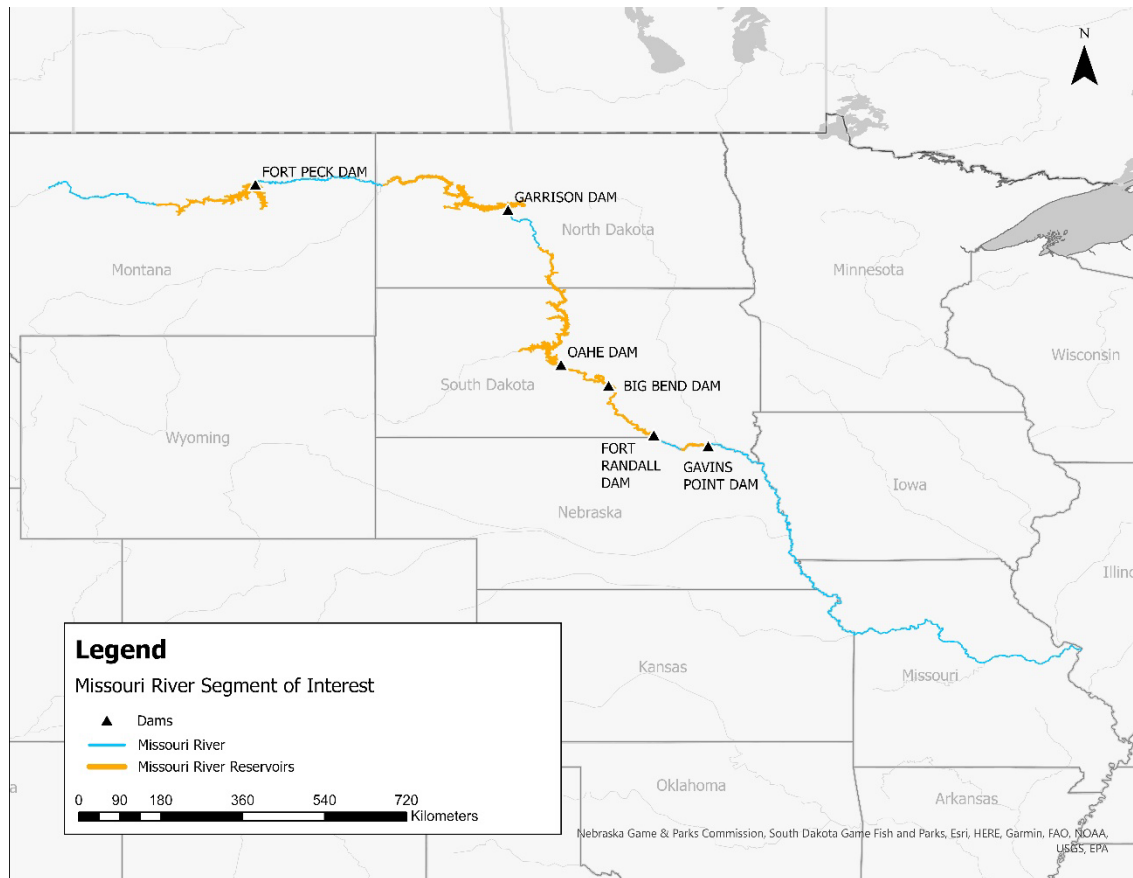 N
FORT PECK DAM
GARRISON DAM
North Dakota
Montana
Minnesota
OAHE DAM
Wisconsin
South Dakota
BIG BEND DAM
Wyoming
FORT
RANDALL
DAM
GAVINS
POINT DAM
Iowa
Nebraska
Illin
Legend
Missouri River Segment of Interest
Dams
Missouri River
Missouri River Reservoirs
0 90 180 360 540 720
Kilometers
Kansas
Missouri
a
Oklahoma
Arkansas
Nebraska Game & Parks Commission, South Dakota Game Fish and Parks, Esri, HERE, Garmin, FAO, NOAA,
USGS, EPA